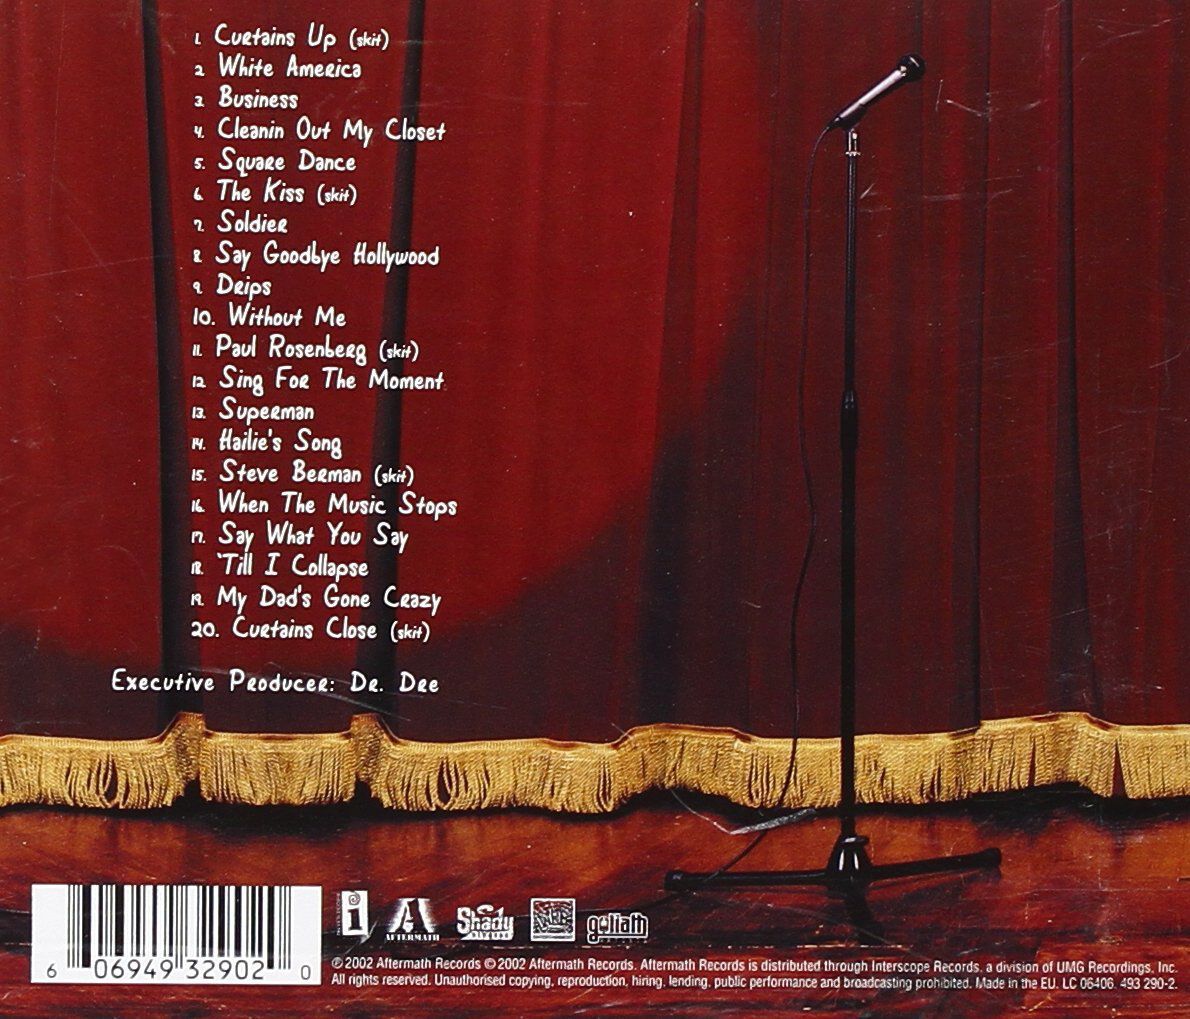 1. Curtains Up (skit)
2. White America
3. Business
4. Cleanin Out My Closet
5. Square Dance
6. The Kiss (skit)
7. Soldier
8. Say Goodbye Hollywood
9. Drips
10. Without Me
11. Paul Rosenberg (skit)
12. Sing For The Moment
13. Superman
14. Hailie's Song
15. Steve Berman (skit)
16. When The Music Stops
17. Say What You Say
18. 'Till I Collapse
19. My Dad's Gone Crazy
20. Curtains Close (skit)
Executive Producer: Dr. Dre
6 06949 32902 0
i A AFTERMATH Shady RECORDS goliath
℗2002 Aftermath Records ©2002 Aftermath Records. Aftermath Records is distributed through Interscope Records, a division of UMG Recordings, Inc.
All rights reserved. Unauthorised copying, reproduction, hiring, lending, public performance and broadcasting prohibited. Made in the EU. LC 06406. 493 290-2.